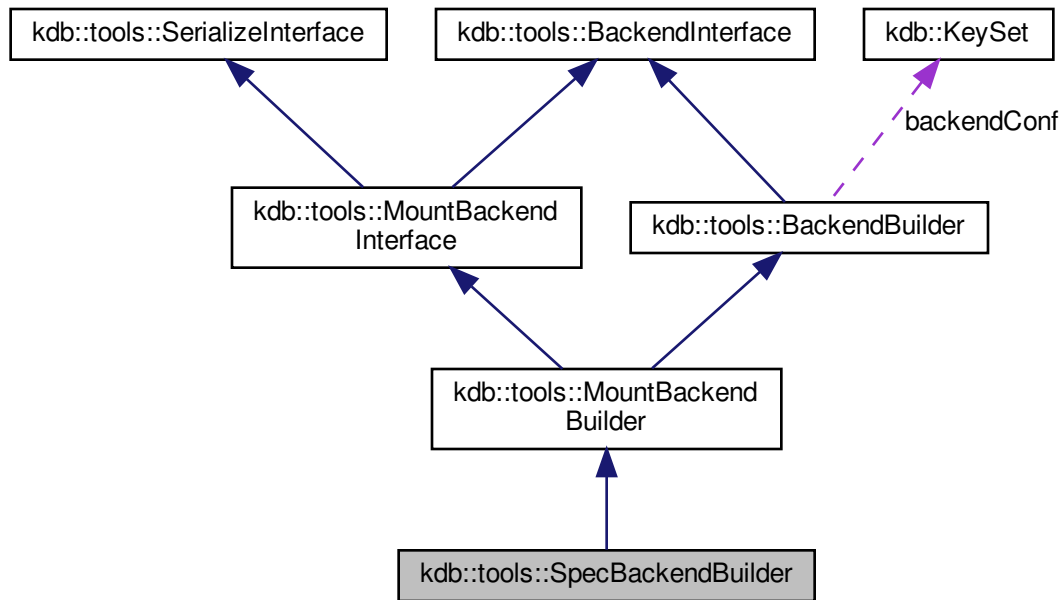 kdb::tools::SerializeInterface
kdb::tools::BackendInterface
kdb::KeySet
backendConf
kdb::tools::MountBackend
Interface
kdb::tools::BackendBuilder
kdb::tools::MountBackend
Builder
kdb::tools::SpecBackendBuilder